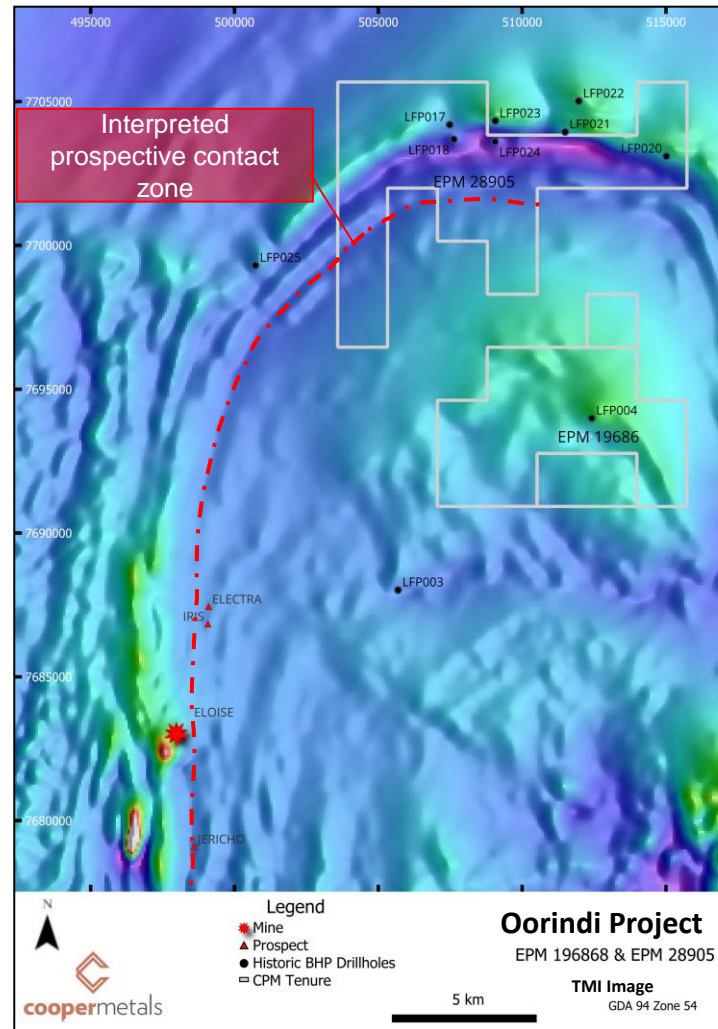 495000
500000
505000
510000
515000
7705000
7700000
7695000
7690000
7685000
7680000
Interpreted
prospective contact
zone
LFP017
LFP018
LFP023
LFP024
LFP022
LFP021
LFP020
EPM 28905
LFP025
LFP004
EPM 19686
LFP003
ELECTRA
IRIS
ELOISE
JERICHO
N
coopermetals
Legend
Mine
Prospect
Historic BHP Drillholes
CPM Tenure
5 km
Oorindi Project
EPM 196868 & EPM 28905
TMI Image
GDA 94 Zone 54